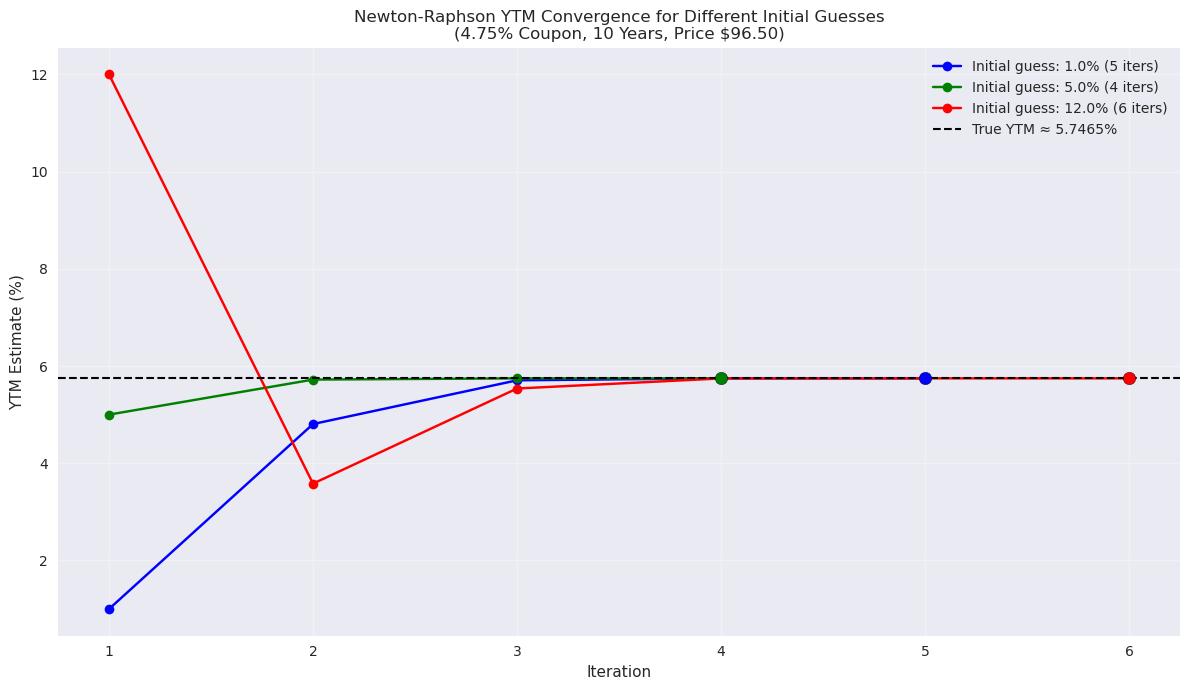 Newton-Raphson YTM Convergence for Different Initial Guesses
(4.75% Coupon, 10 Years, Price $96.50)
Initial guess: 1.0% (5 iters)
Initial guess: 5.0% (4 iters)
Initial guess: 12.0% (6 iters)
True YTM ≈ 5.7465%
YTM Estimate (%)
12
10
8
6
4
2
1
2
3
4
5
6
Iteration